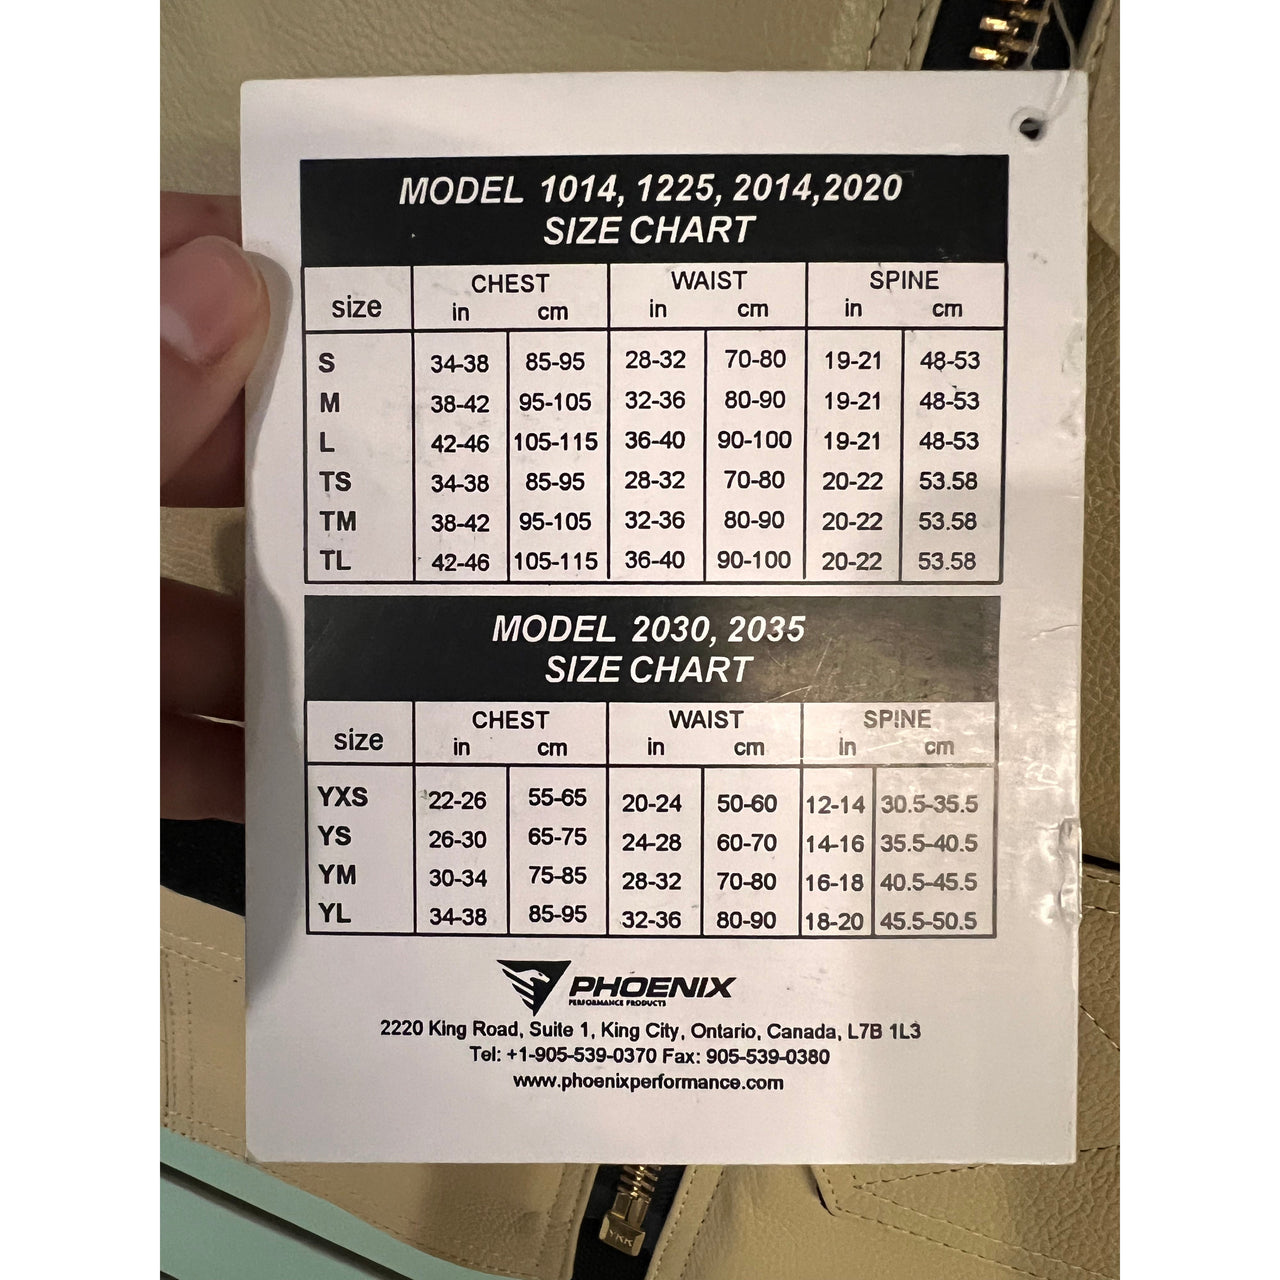 MODEL 1014, 1225, 2014,2020
SIZE CHART
size CHEST WAIST SPINE
in cm in cm in cm
S 34-38 85-95 28-32 70-80 19-21 48-53
M 38-42 95-105 32-36 80-90 19-21 48-53
L 42-46 105-115 36-40 90-100 19-21 48-53
TS 34-38 85-95 28-32 70-80 20-22 53.58
TM 38-42 95-105 32-36 80-90 20-22 53.58
TL 42-46 105-115 36-40 90-100 20-22 53.58
MODEL 2030, 2035
SIZE CHART
size CHEST WAIST SPINE
in cm in cm in cm
YXS 22-26 55-65 20-24 50-60 12-14 30.5-35.5
YS 26-30 65-75 24-28 60-70 14-16 35.5-40.5
YM 30-34 75-85 28-32 70-80 16-18 40.5-45.5
YL 34-38 85-95 32-36 80-90 18-20 45.5-50.5
PHOENIX
PERFORMANCE PRODUCTS
2220 King Road, Suite 1, King City, Ontario, Canada, L7B 1L3
Tel: +1-905-539-0370 Fax: 905-539-0380
www.phoenixperformance.com
YKK